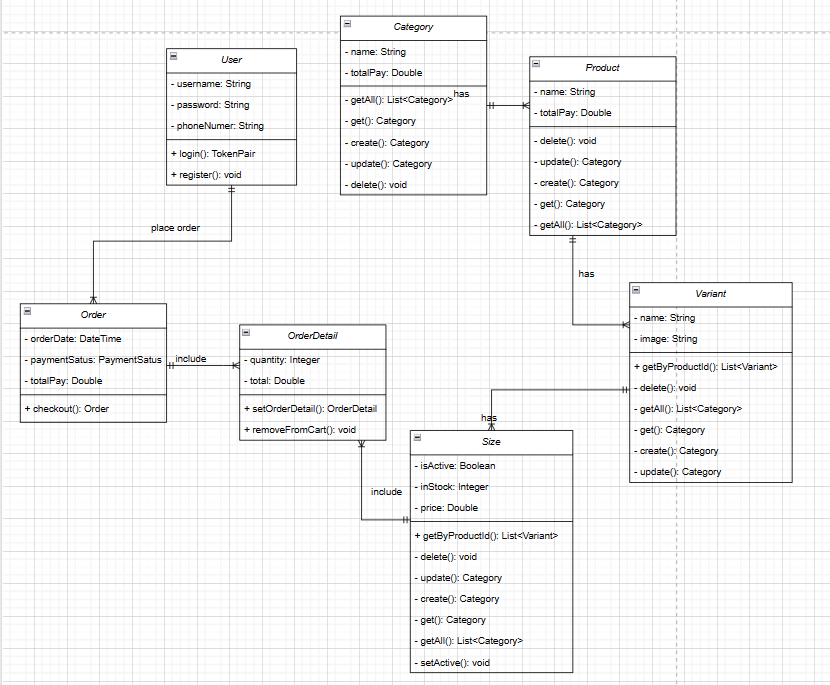 Category
- name: String
- totalPay: Double
- getAll(): List<Category>
- get(): Category
- create(): Category
- update(): Category
- delete(): void
has
User
- username: String
- password: String
- phoneNumer: String
+ login(): TokenPair
+ register(): void
place order
Product
- name: String
- totalPay: Double
- delete(): void
- update(): Category
- create(): Category
- get(): Category
- getAll(): List<Category>
has
Order
- orderDate: DateTime
- paymentSatus: PaymentSatus
- totalPay: Double
+ checkout(): Order
include
OrderDetail
- quantity: Integer
- total: Double
+ setOrderDetail(): OrderDetail
+ removeFromCart(): void
include
Variant
- name: String
- image: String
+ getByProductId(): List<Variant>
- delete(): void
- getAll(): List<Category>
- get(): Category
- create(): Category
- update(): Category
has
Size
- isActive: Boolean
- inStock: Integer
- price: Double
+ getByProductId(): List<Variant>
- delete(): void
- update(): Category
- create(): Category
- get(): Category
- getAll(): List<Category>
- setActive(): void